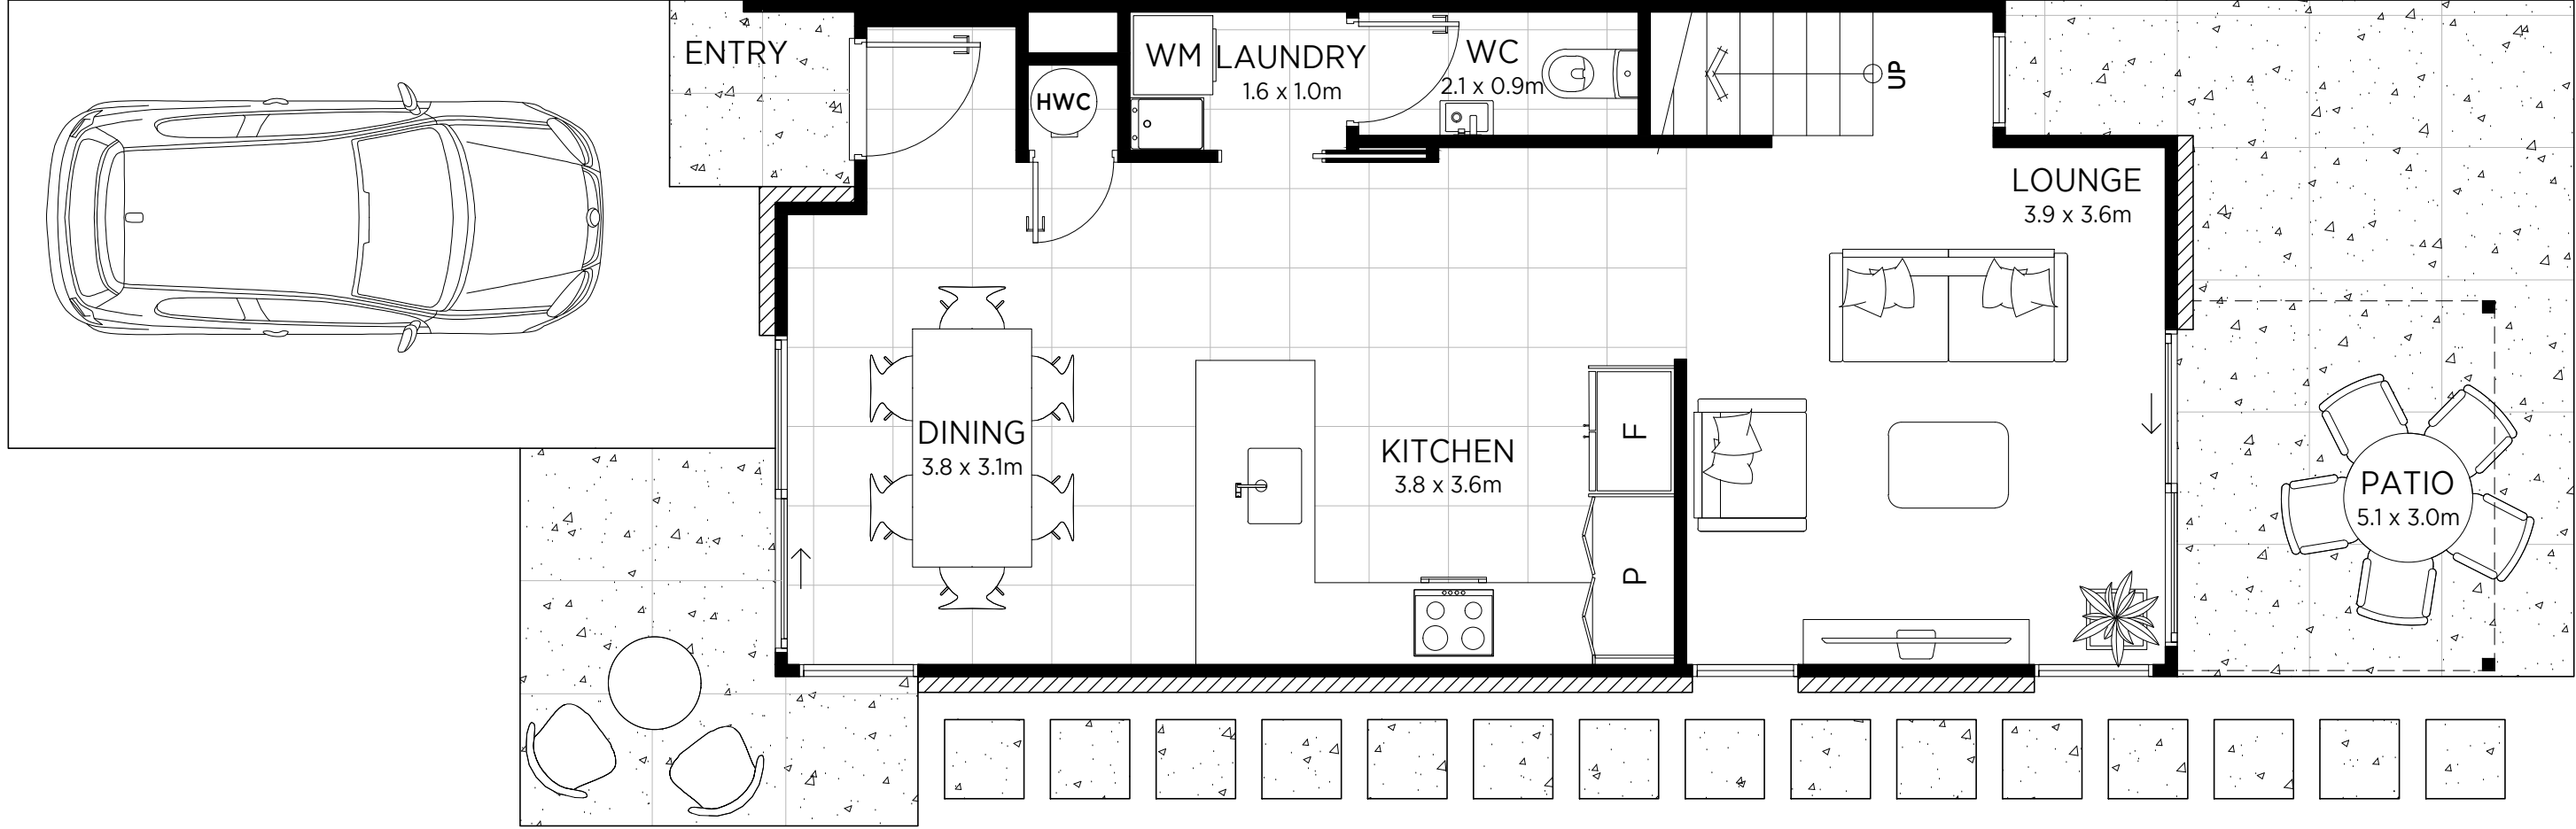 ENTRY
HWC
WM
LAUNDRY
1.6 x 1.0m
WC
2.1 x 0.9m
UP
LOUNGE
3.9 x 3.6m
DINING
3.8 x 3.1m
KITCHEN
3.8 x 3.6m
F
P
PATIO
5.1 x 3.0m